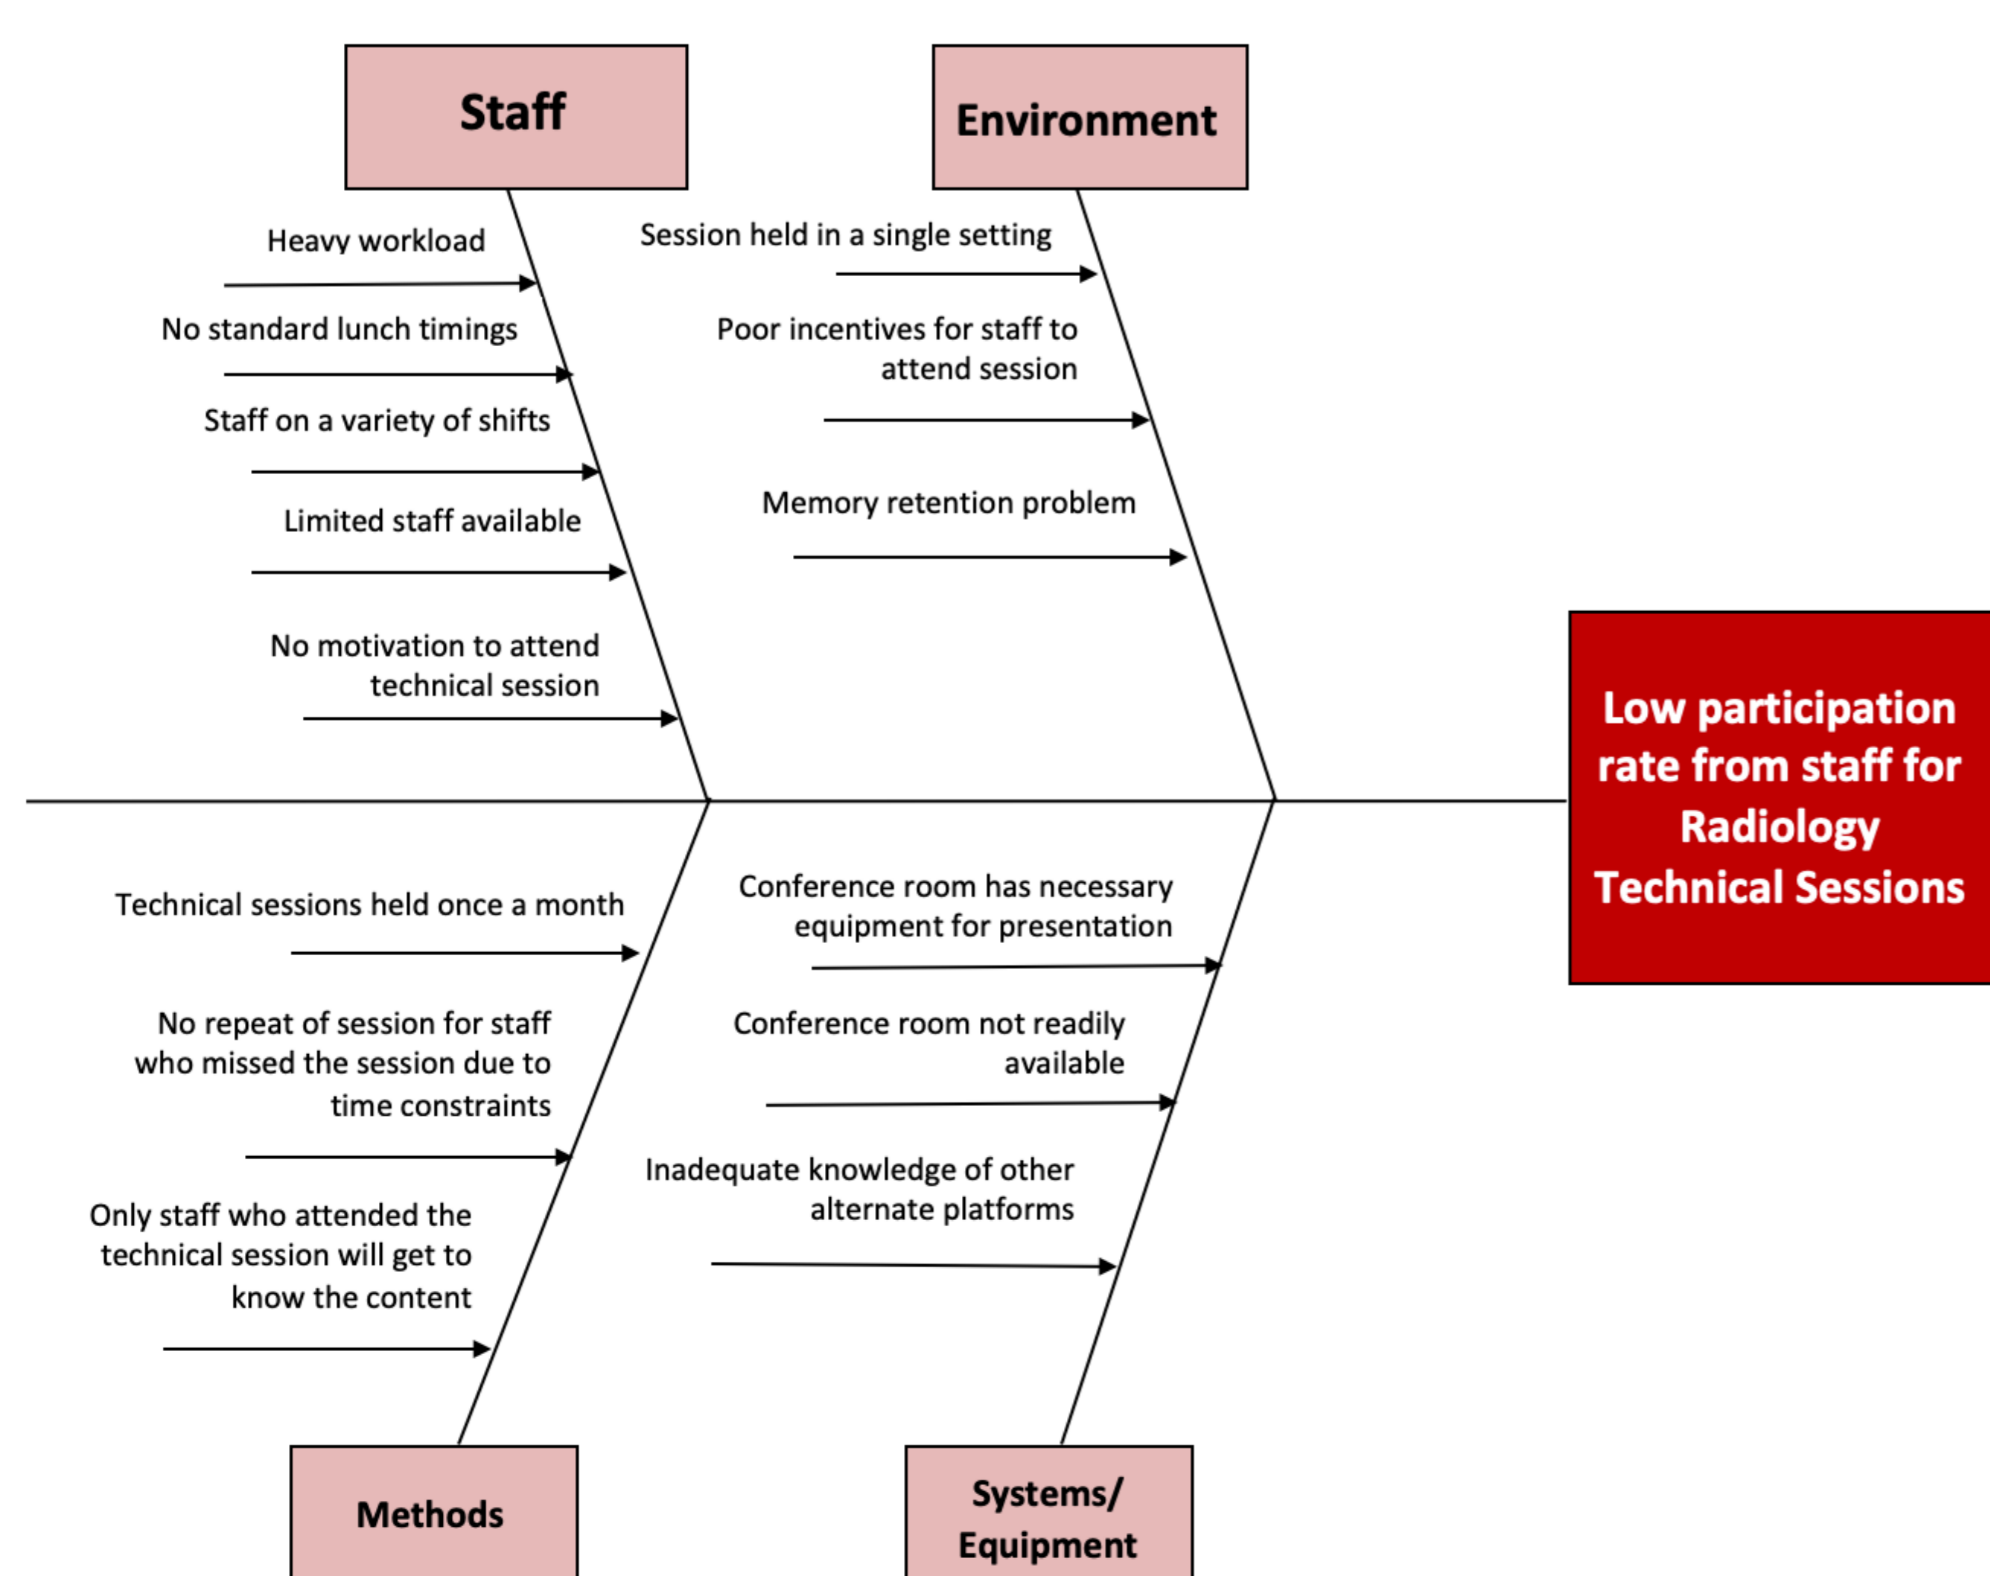 Staff
Environment
Heavy workload
No standard lunch timings
Staff on a variety of shifts
Limited staff available
No motivation to attend
technical session
Session held in a single setting
Poor incentives for staff to
attend session
Memory retention problem
Low participation
rate from staff for
Radiology
Technical Sessions
Technical sessions held once a month
No repeat of session for staff
who missed the session due to
time constraints
Only staff who attended the
technical session will get to
know the content
Conference room has necessary
equipment for presentation
Conference room not readily
available
Inadequate knowledge of other
alternate platforms
Methods
Systems/
Equipment